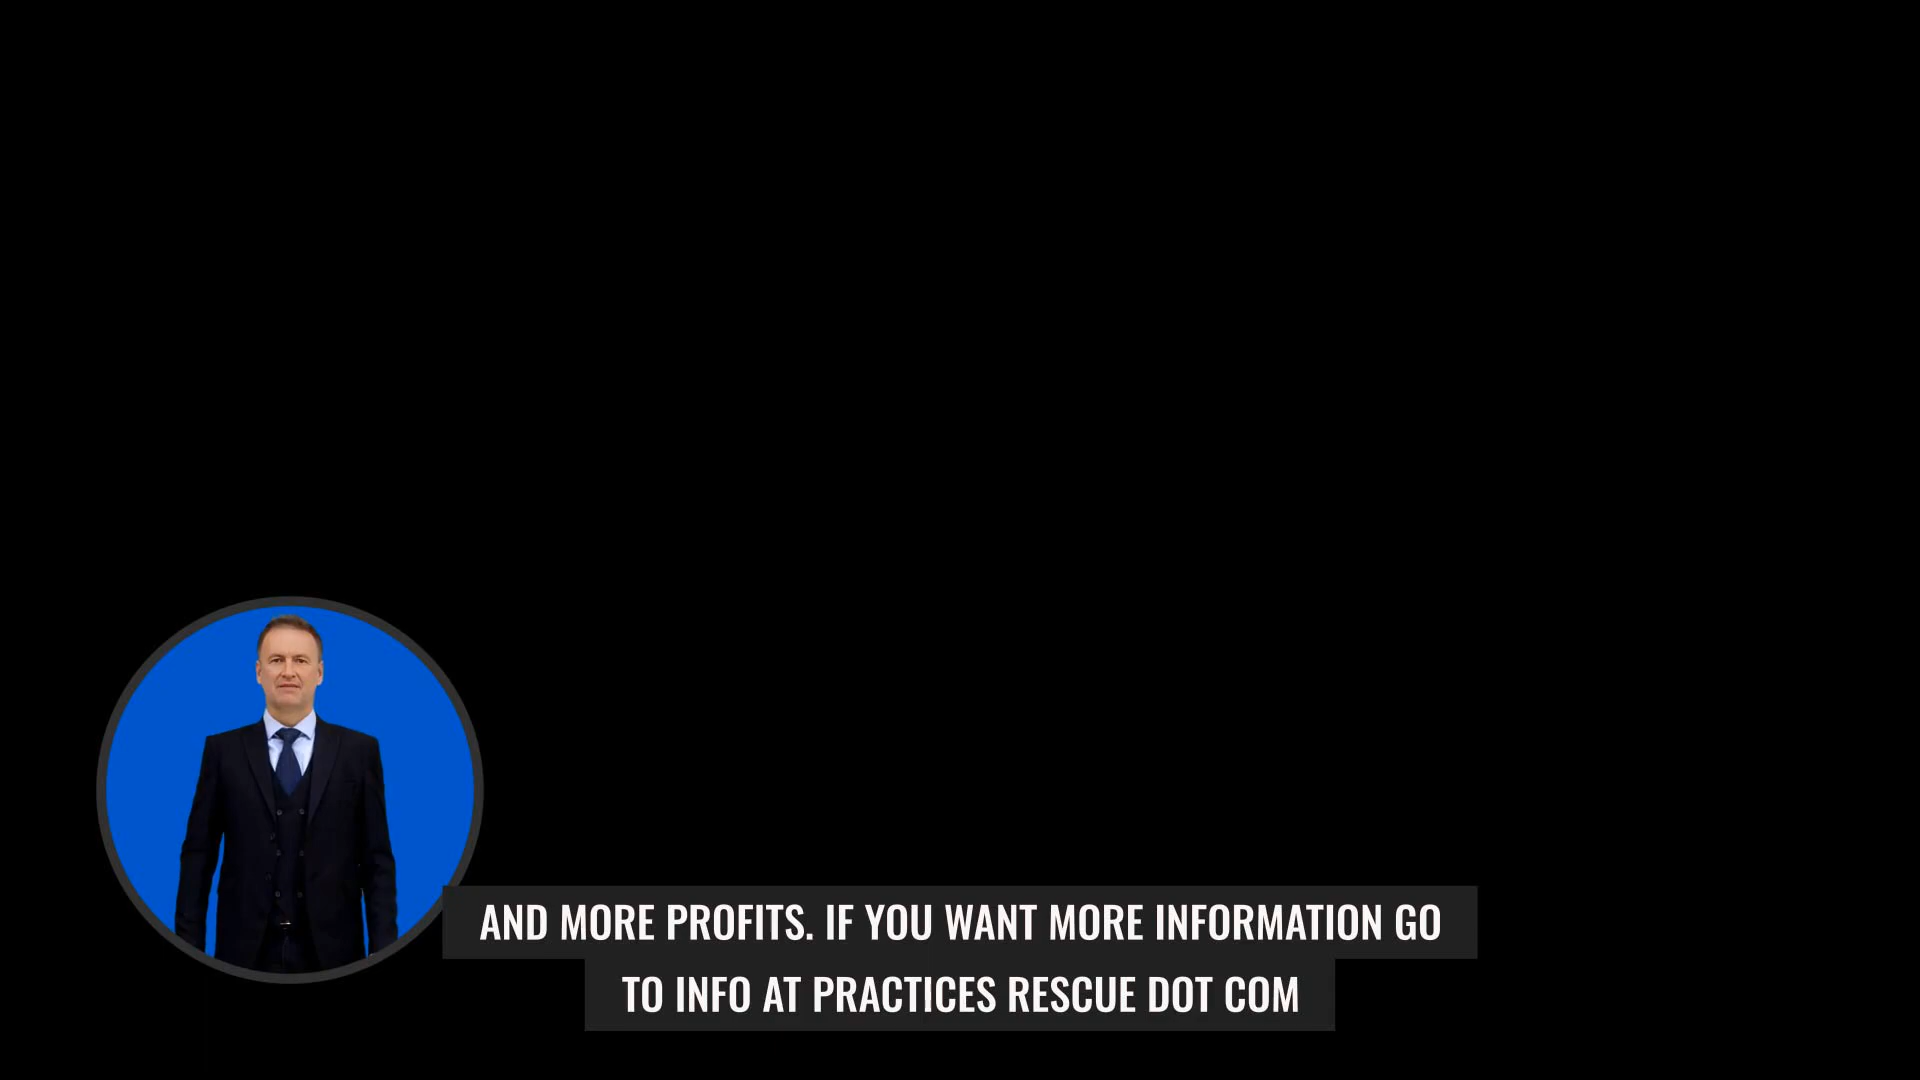 AND MORE PROFITS. IF YOU WANT MORE INFORMATION GO
TO INFO AT PRACTICES RESCUE DOT COM